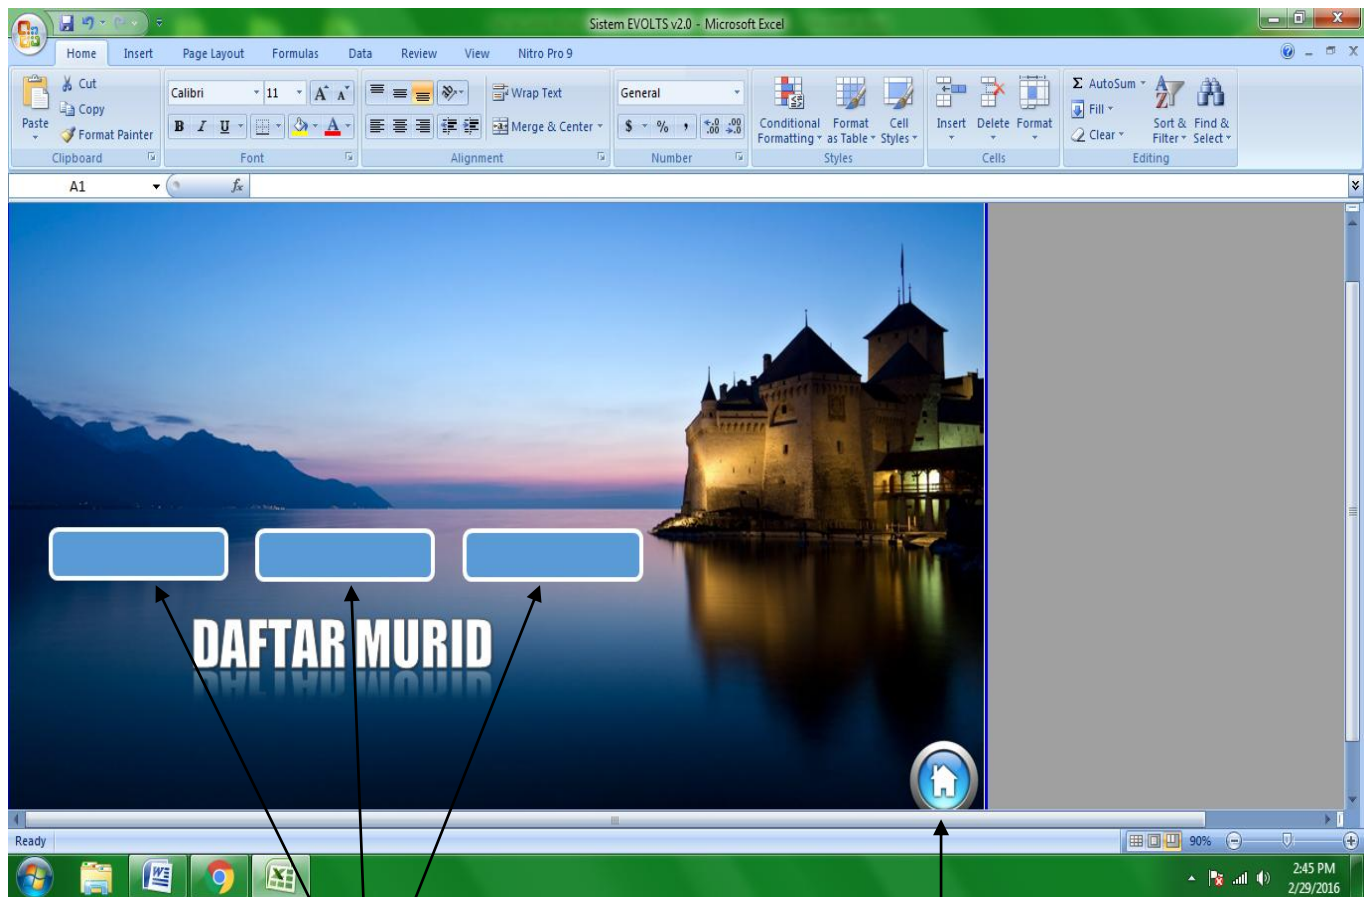 Sistem EVOLTS v2.0 - Microsoft Excel
Home Insert Page Layout Formulas Data Review View Nitro Pro 9
Paste
Cut
Copy
Format Painter
Clipboard
Calibri 11
B I U
Font
Wrap Text
Merge & Center
Alignment
General
$ % ,
Number
Conditional Formatting
Format as Table
Cell Styles
Styles
Insert Delete Format
Cells
Σ AutoSum
Fill
Clear
Sort & Filter
Find & Select
Editing
A1 fx
DAFTAR MURID
Ready
90%
2:45 PM
2/29/2016